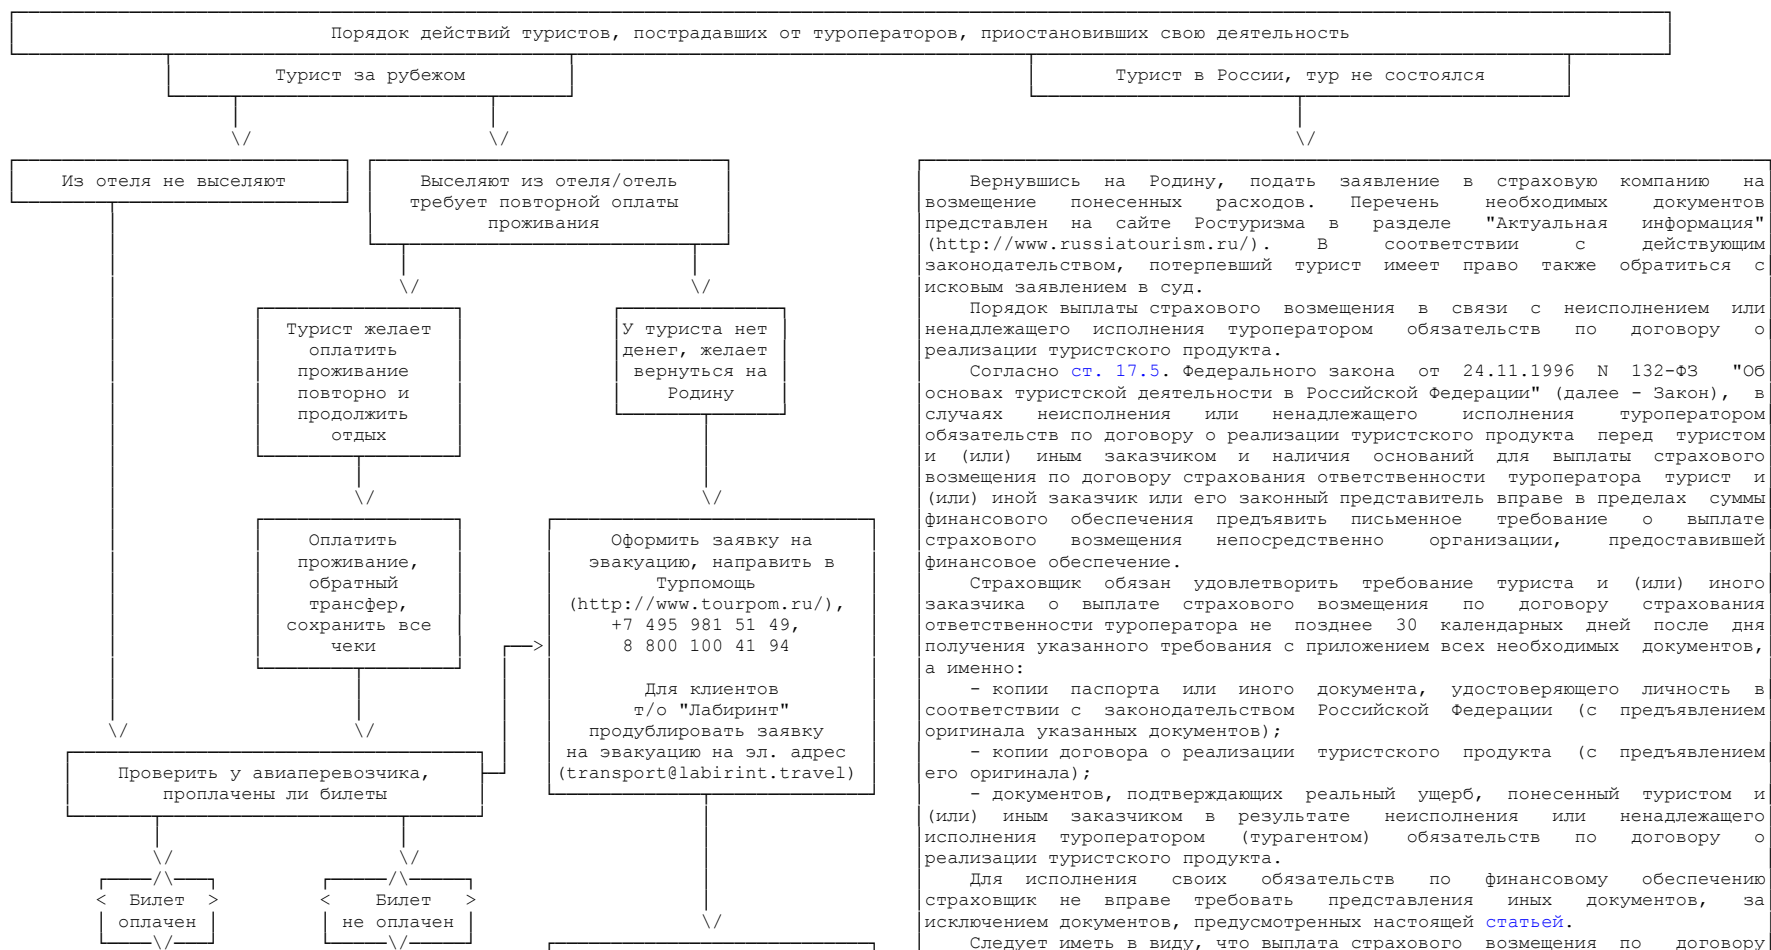 Порядок действий туристов, пострадавших от туроператоров, приостановивших свою деятельность
Турист за рубежом
Турист в России, тур не состоялся
Из отеля не выселяют
Выселяют из отеля/отель
требует повторной оплаты
проживания
Турист желает
оплатить
проживание
повторно и
продолжить
отдых
У туриста нет
денег, желает
вернуться на
Родину
Оплатить
проживание,
обратный
трансфер,
сохранить все
чеки
Оформить заявку на
эвакуацию, направить в
Турпомощь
(http://www.tourpom.ru/),
+7 495 981 51 49,
8 800 100 41 94
Для клиентов
т/о "Лабиринт"
продублировать заявку
на эвакуацию на эл. адрес
(transport@labirint.travel)
Проверить у авиаперевозчика,
проплачены ли билеты
Билет
оплачен
Билет
не оплачен
Вернувшись на Родину, подать заявление в страховую компанию на
возмещение понесенных расходов. Перечень необходимых документов
представлен на сайте Ростуризма в разделе "Актуальная информация"
(http://www.russiatourism.ru/). В соответствии с действующим
законодательством, потерпевший турист имеет право также обратиться с
исковым заявлением в суд.
Порядок выплаты страхового возмещения в связи с неисполнением или
ненадлежащего исполнения туроператором обязательств по договору о
реализации туристского продукта.
Согласно ст. 17.5. Федерального закона от 24.11.1996 N 132-ФЗ "Об
основах туристской деятельности в Российской Федерации" (далее - Закон), в
случаях неисполнения или ненадлежащего исполнения туроператором
обязательств по договору о реализации туристского продукта перед туристом
и (или) иным заказчиком и наличия оснований для выплаты страхового
возмещения по договору страхования ответственности туроператора турист и
(или) иной заказчик или его законный представитель вправе в пределах суммы
финансового обеспечения предъявить письменное требование о выплате
страхового возмещения непосредственно организации, предоставившей
финансовое обеспечение.
Страховщик обязан удовлетворить требование туриста и (или) иного
заказчика о выплате страхового возмещения по договору страхования
ответственности туроператора не позднее 30 календарных дней после дня
получения указанного требования с приложением всех необходимых документов,
а именно:
- копии паспорта или иного документа, удостоверяющего личность в
соответствии с законодательством Российской Федерации (с предъявлением
оригинала указанных документов);
- копии договора о реализации туристского продукта (с предъявлением
его оригинала);
- документов, подтверждающих реальный ущерб, понесенный туристом и
(или) иным заказчиком в результате неисполнения или ненадлежащего
исполнения туроператором (турагентом) обязательств по договору о
реализации туристского продукта.
Для исполнения своих обязательств по финансовому обеспечению
страховщик не вправе требовать представления иных документов, за
исключением документов, предусмотренных настоящей статьей.
Следует иметь в виду, что выплата страхового возмещения по договору